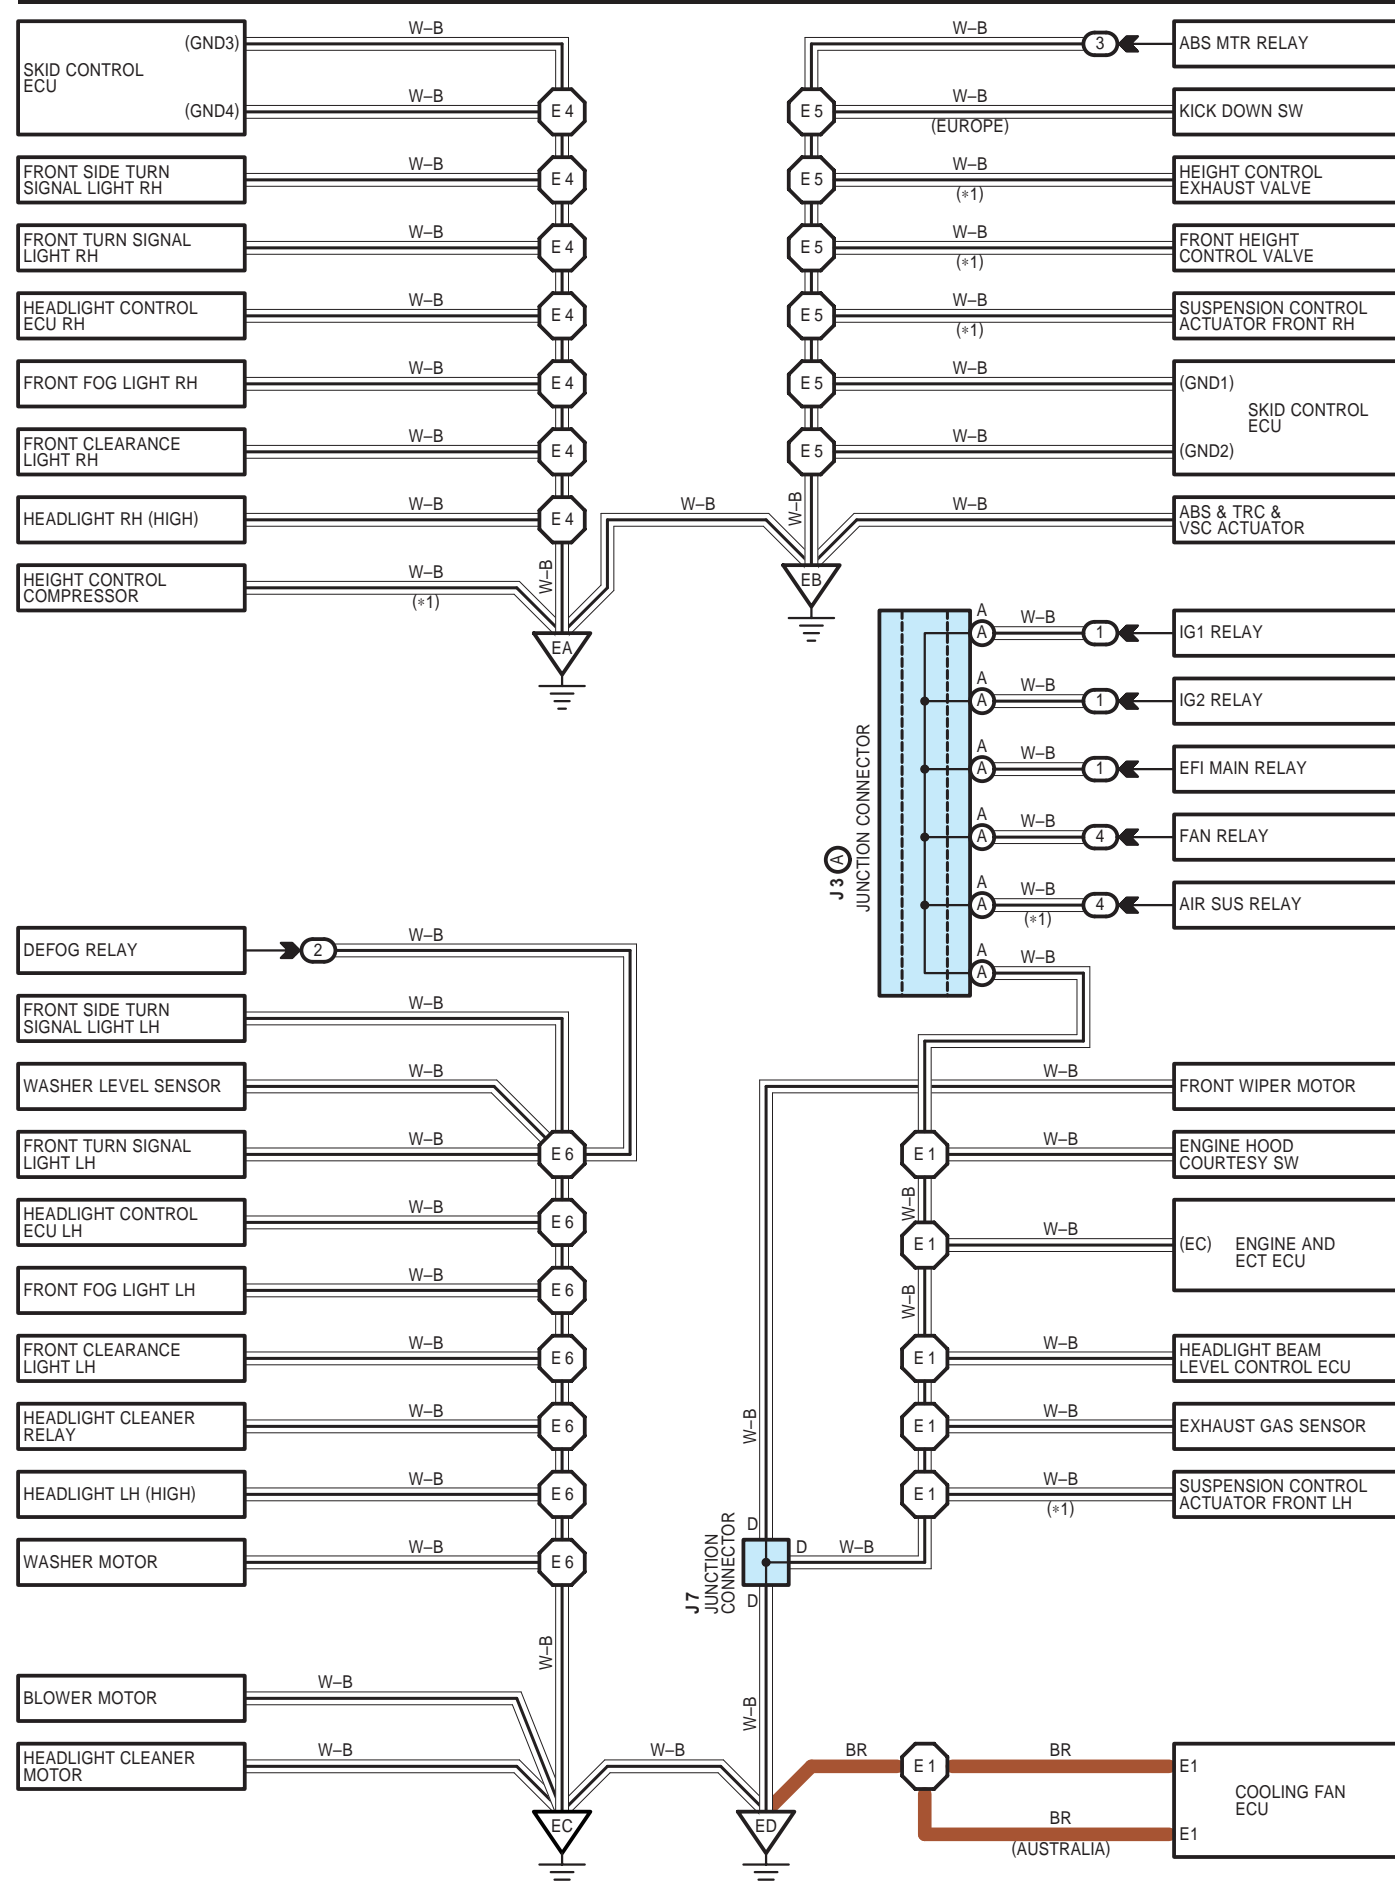 W–B
(GND3)
SKID CONTROL
ECU
W–B
(GND4)
E 4
W–B
FRONT SIDE TURN
SIGNAL LIGHT RH
E 4
W–B
FRONT TURN SIGNAL
LIGHT RH
E 4
W–B
HEADLIGHT CONTROL
ECU RH
E 4
W–B
FRONT FOG LIGHT RH
E 4
W–B
FRONT CLEARANCE
LIGHT RH
E 4
W–B
HEADLIGHT RH (HIGH)
E 4
W–B
HEIGHT CONTROL
COMPRESSOR
W–B
(∗1)
EA
W–B
W–B
3
ABS MTR RELAY
W–B
E 5
(EUROPE)
KICK DOWN SW
W–B
E 5
(∗1)
HEIGHT CONTROL
EXHAUST VALVE
W–B
E 5
(∗1)
FRONT HEIGHT
CONTROL VALVE
W–B
E 5
(∗1)
SUSPENSION CONTROL
ACTUATOR FRONT RH
W–B
E 5
(GND1)
SKID CONTROL
ECU
W–B
E 5
(GND2)
W–B
W–B
ABS & TRC &
VSC ACTUATOR
EB
J 3 A
JUNCTION CONNECTOR
A
A
W–B
1
IG1 RELAY
A
A
W–B
1
IG2 RELAY
A
A
W–B
1
EFI MAIN RELAY
A
A
W–B
4
FAN RELAY
A
A
W–B
(∗1)
4
AIR SUS RELAY
A
A
W–B
DEFOG RELAY
2
W–B
FRONT SIDE TURN
SIGNAL LIGHT LH
W–B
WASHER LEVEL SENSOR
W–B
FRONT TURN SIGNAL
LIGHT LH
W–B
E 6
HEADLIGHT CONTROL
ECU LH
W–B
E 6
FRONT FOG LIGHT LH
W–B
E 6
FRONT CLEARANCE
LIGHT LH
W–B
E 6
HEADLIGHT CLEANER
RELAY
W–B
E 6
HEADLIGHT LH (HIGH)
W–B
E 6
WASHER MOTOR
W–B
E 6
W–B
BLOWER MOTOR
W–B
HEADLIGHT CLEANER
MOTOR
W–B
EC
W–B
W–B
FRONT WIPER MOTOR
E 1
W–B
ENGINE HOOD
COURTESY SW
W–B
E 1
W–B
(EC)
ENGINE AND
ECT ECU
W–B
E 1
W–B
HEADLIGHT BEAM
LEVEL CONTROL ECU
E 1
W–B
EXHAUST GAS SENSOR
E 1
W–B
(∗1)
SUSPENSION CONTROL
ACTUATOR FRONT LH
W–B
J 7
JUNCTION
CONNECTOR
D
D
W–B
D
W–B
ED
BR
E 1
BR
E1
COOLING FAN
ECU
BR
(AUSTRALIA)
E1